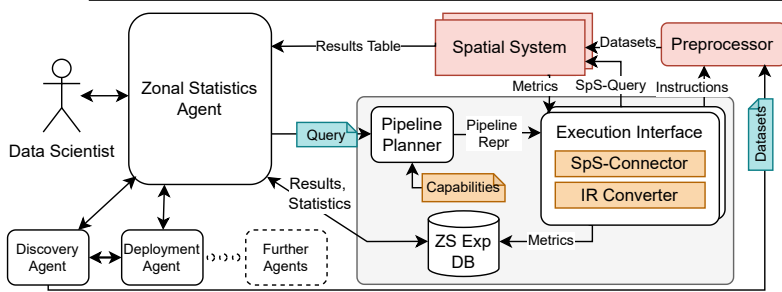 Results Table
Spatial System
Datasets
Preprocessor
Zonal Statistics
Agent
Metrics
SpS-Query
Instructions
Data Scientist
Query
Pipeline
Planner
Pipeline
Repr
Execution Interface
SpS-Connector
IR Converter
Datasets
Capabilities
Results,
Statistics
ZS Exp
DB
Metrics
Discovery
Agent
Deployment
Agent
Further
Agents